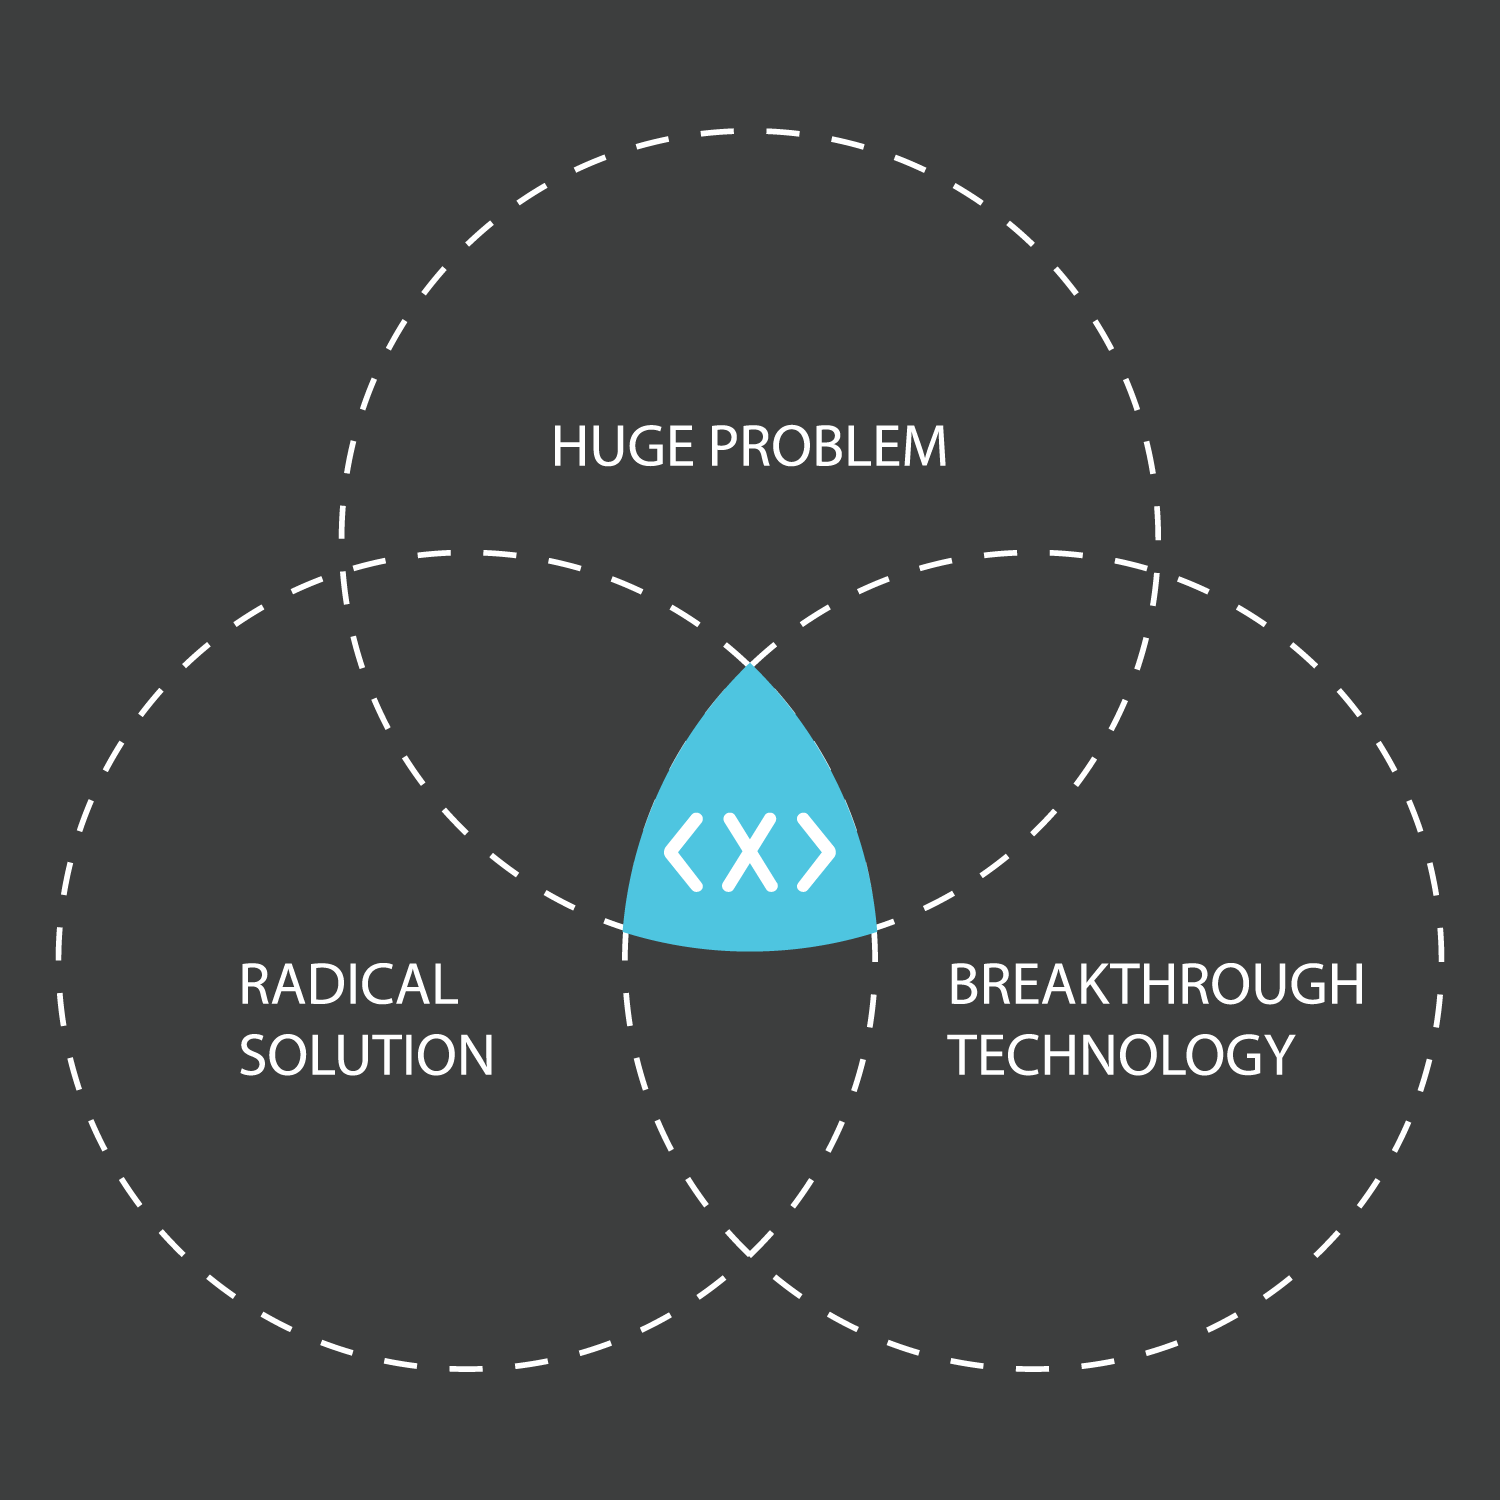 HUGE PROBLEM
<X>
RADICAL
SOLUTION
BREAKTHROUGH
TECHNOLOGY